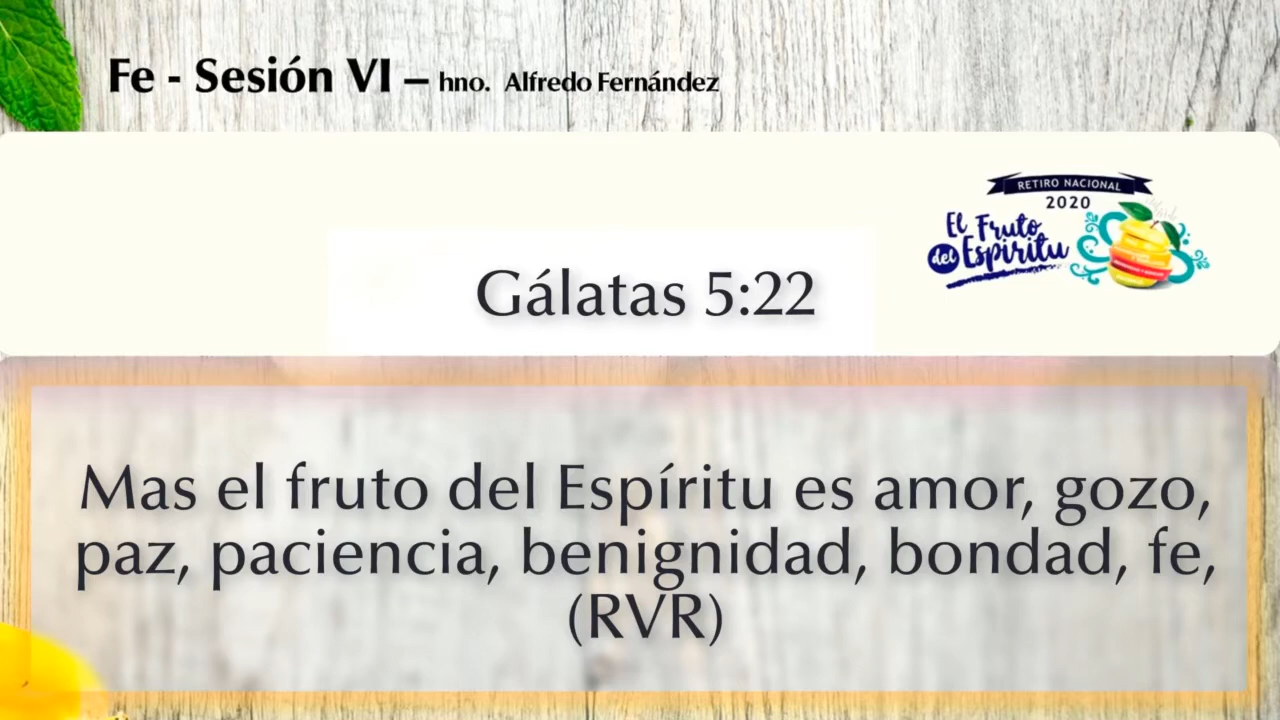 Fe - Sesión VI – hno. Alfredo Fernández
RETIRO NACIONAL
2020
El Fruto
del Espíritu
Gálatas 5:22
Mas el fruto del Espíritu es amor, gozo,
paz, paciencia, benignidad, bondad, fe,
(RVR)